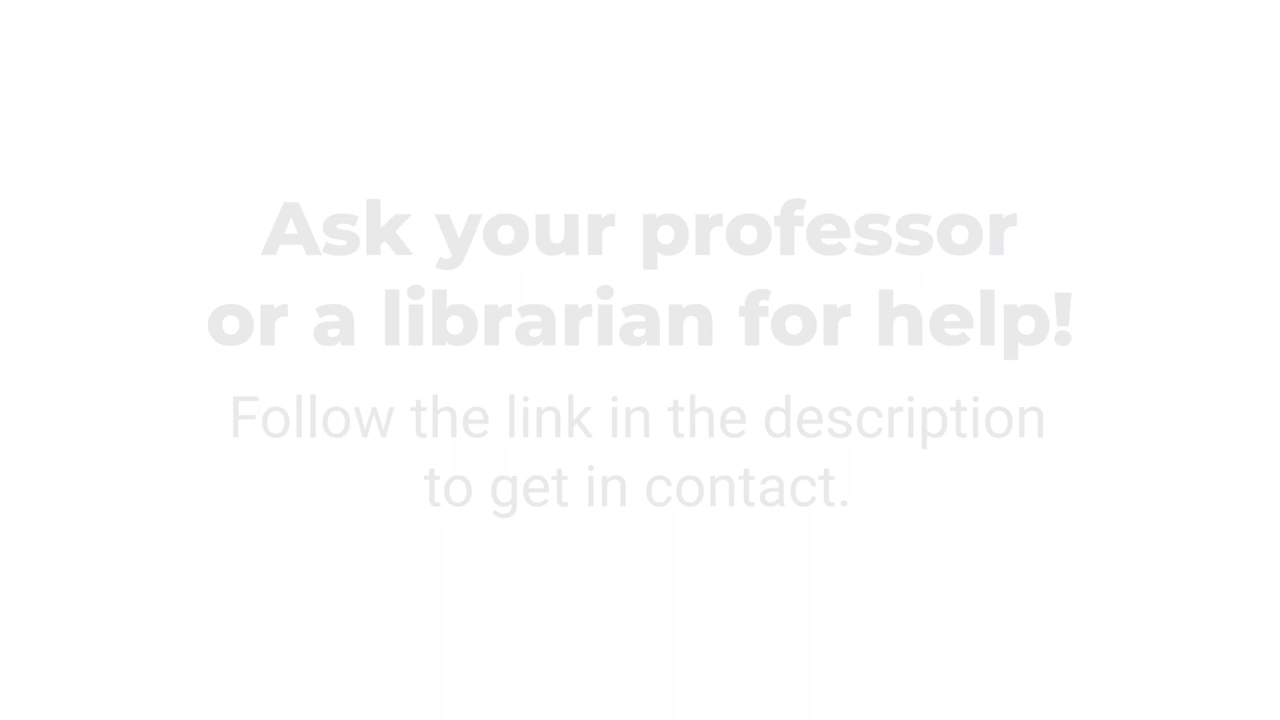 Ask your professor
or a librarian for help!
Follow the link in the description
to get in contact.